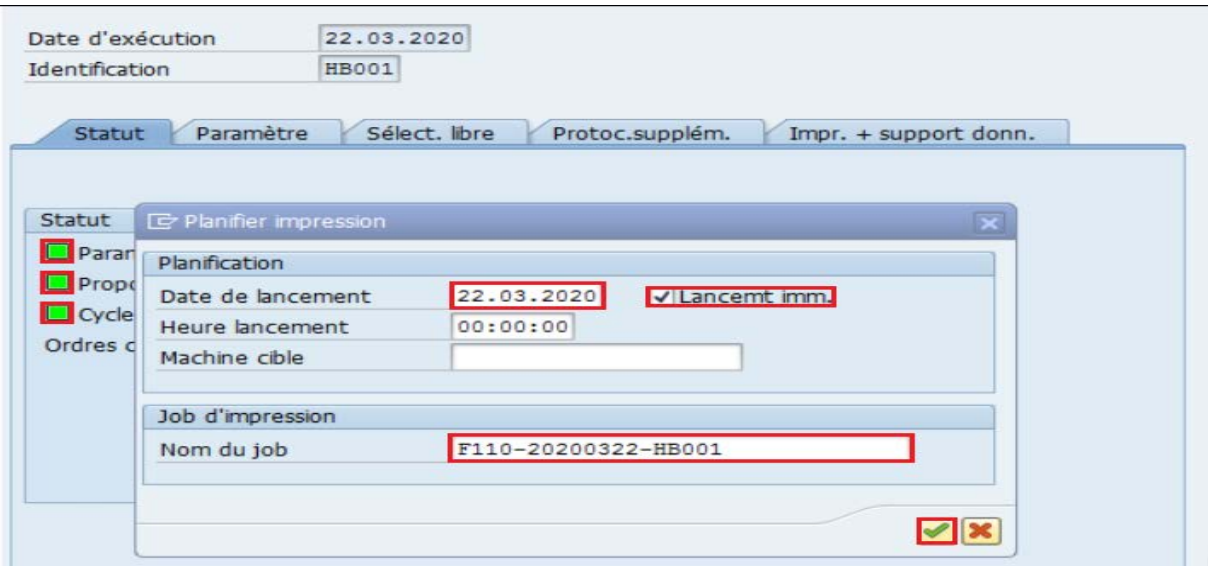 Date d'exécution 22.03.2020
Identification HB001
Statut Paramètre Sélect. libre Protoc.supplém. Impr. + support donn.
Statut
Planifier impression
Planification
Date de lancement 22.03.2020 Lancemt imm.
Heure lancement 00:00:00
Machine cible
Job d'impression
Nom du job F110-20200322-HB001
Cycle
Ordres